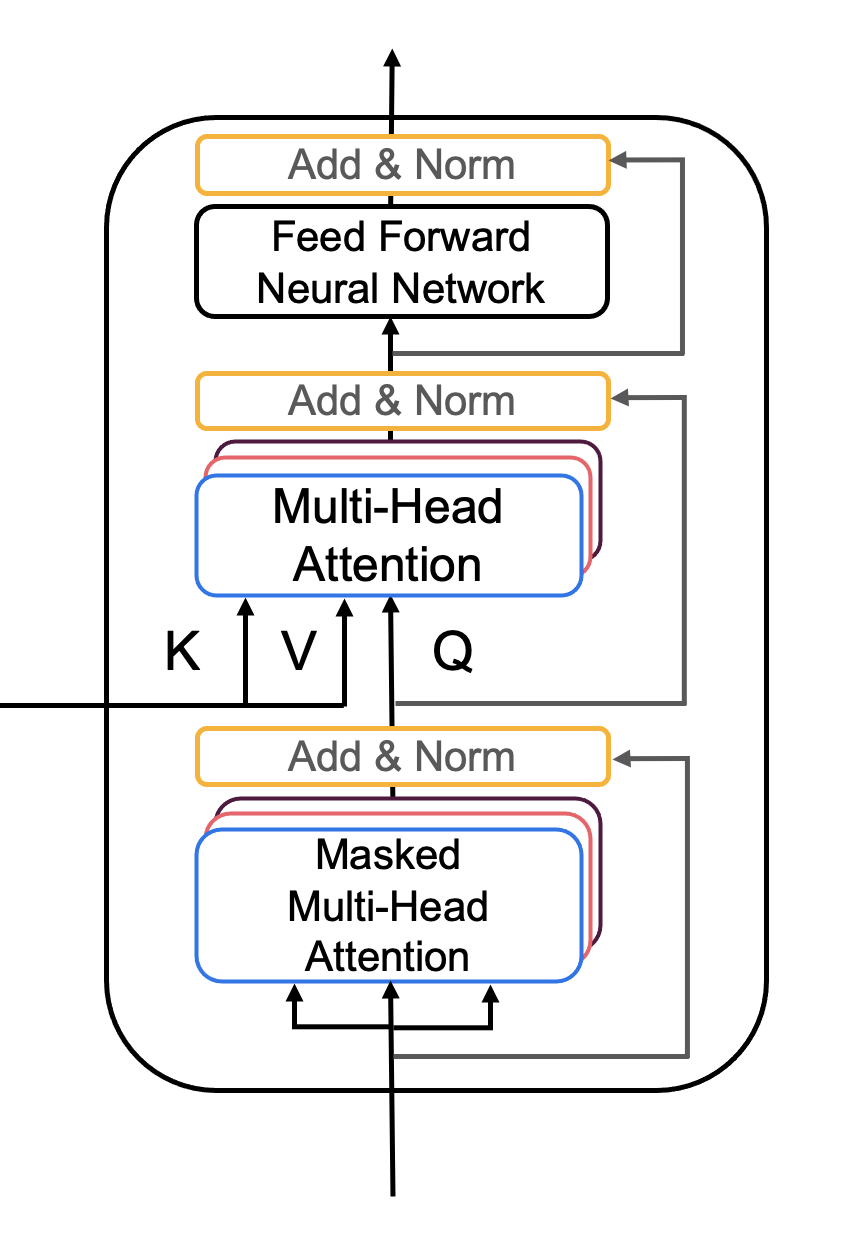 Add & Norm
Feed Forward
Neural Network
Add & Norm
Multi-Head
Attention
K V Q
Add & Norm
Masked
Multi-Head
Attention